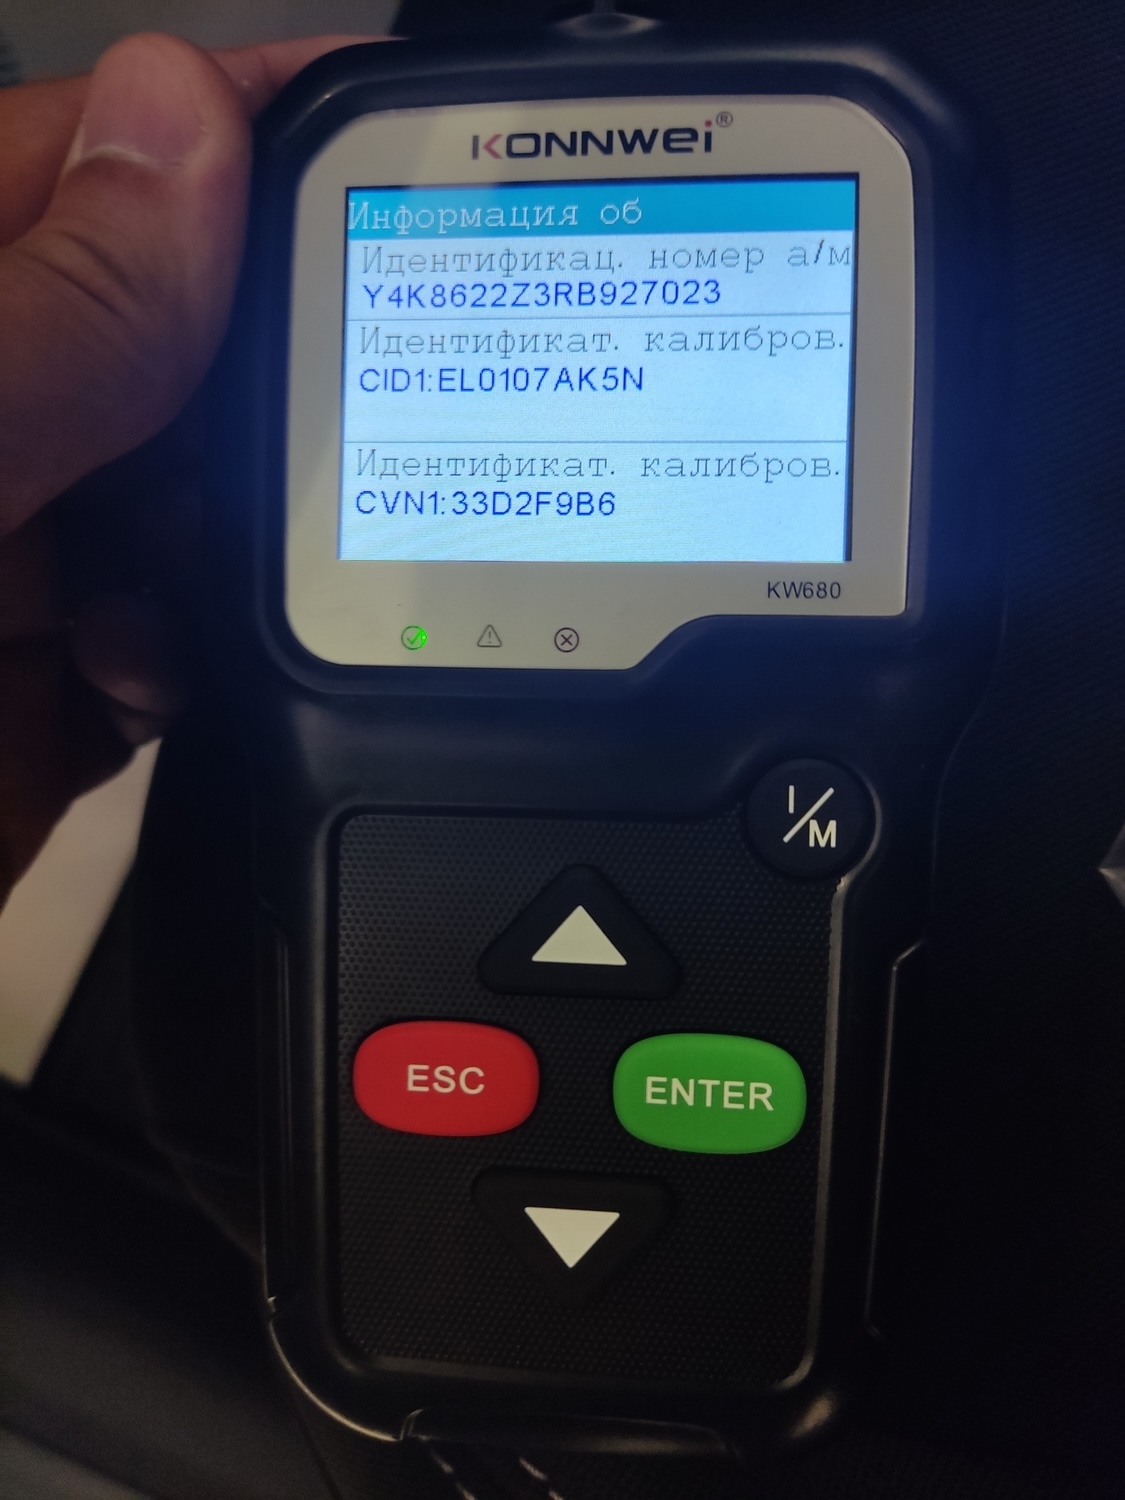 KONNWEI®
Информация об
Идентификац. номер а/м
Y4K8622Z3RB927023
Идентификат. калибров.
CID1:EL0107AK5N
Идентификат. калибров.
CVN1:33D2F9B6
KW680
I/M
ESC
ENTER